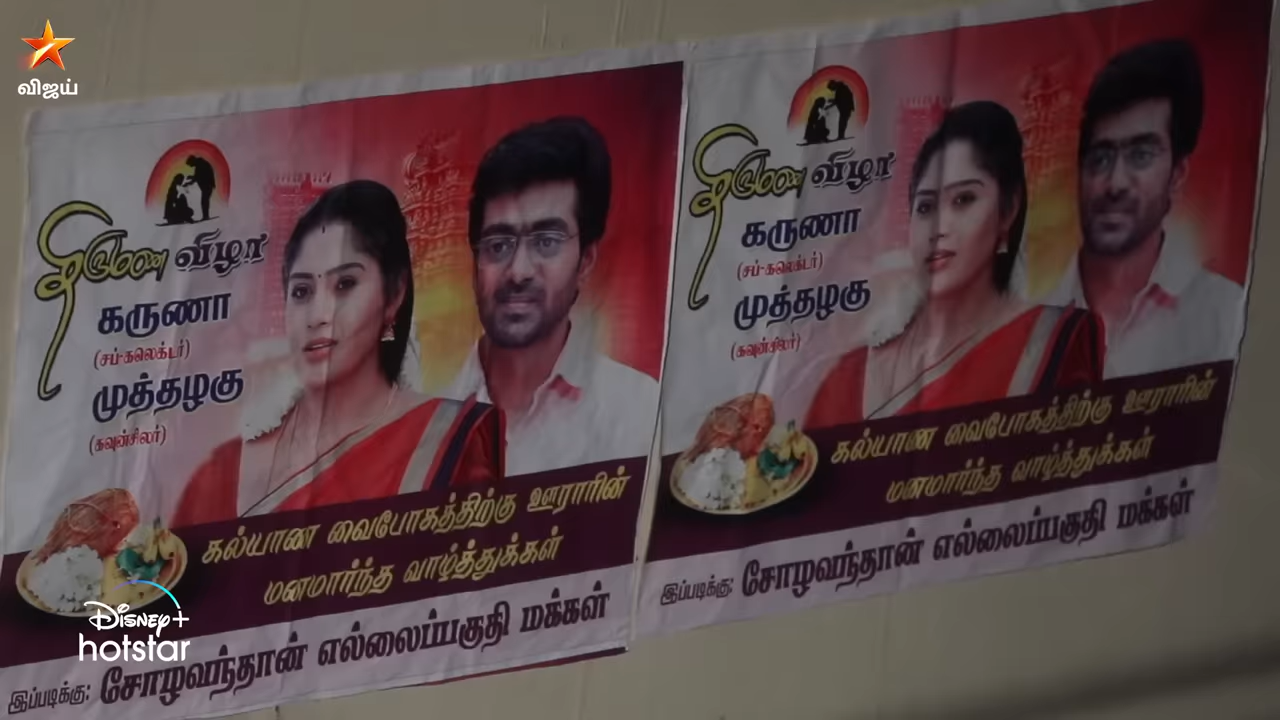 விஜய்
திருமண விழா
கருணா
(சப்-கலெக்டர்)
முத்தழகு
(கவுன்சிலர்)
கல்யாண வைபோகத்திற்கு ஊராரின்
மனமார்ந்த வாழ்த்துக்கள்
இப்படிக்கு: சோழவந்தான் எல்லைப்பகுதி மக்கள்
திருமண விழா
கருணா
(சப்-கலெக்டர்)
முத்தழகு
(கவுன்சிலர்)
கல்யாண வைபோகத்திற்கு ஊராரின்
மனமார்ந்த வாழ்த்துக்கள்
இப்படிக்கு: சோழவந்தான் எல்லைப்பகுதி மக்கள்
Disney+
hotstar